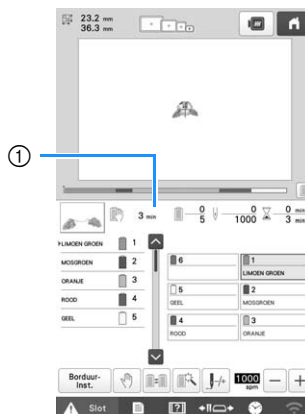 23.2 mm
36.3 mm
①
3 min
0
5
0
1000
0 min
3 min
LIMOEN GROEN 1
MOSGROEN 2
ORANJE 3
ROOD 4
GEEL 5
6
1
LIMOEN GROEN
5
GEEL
2
MOSGROEN
4
ROOD
3
ORANJE
Borduur-
Inst.
1000
spm
Slot